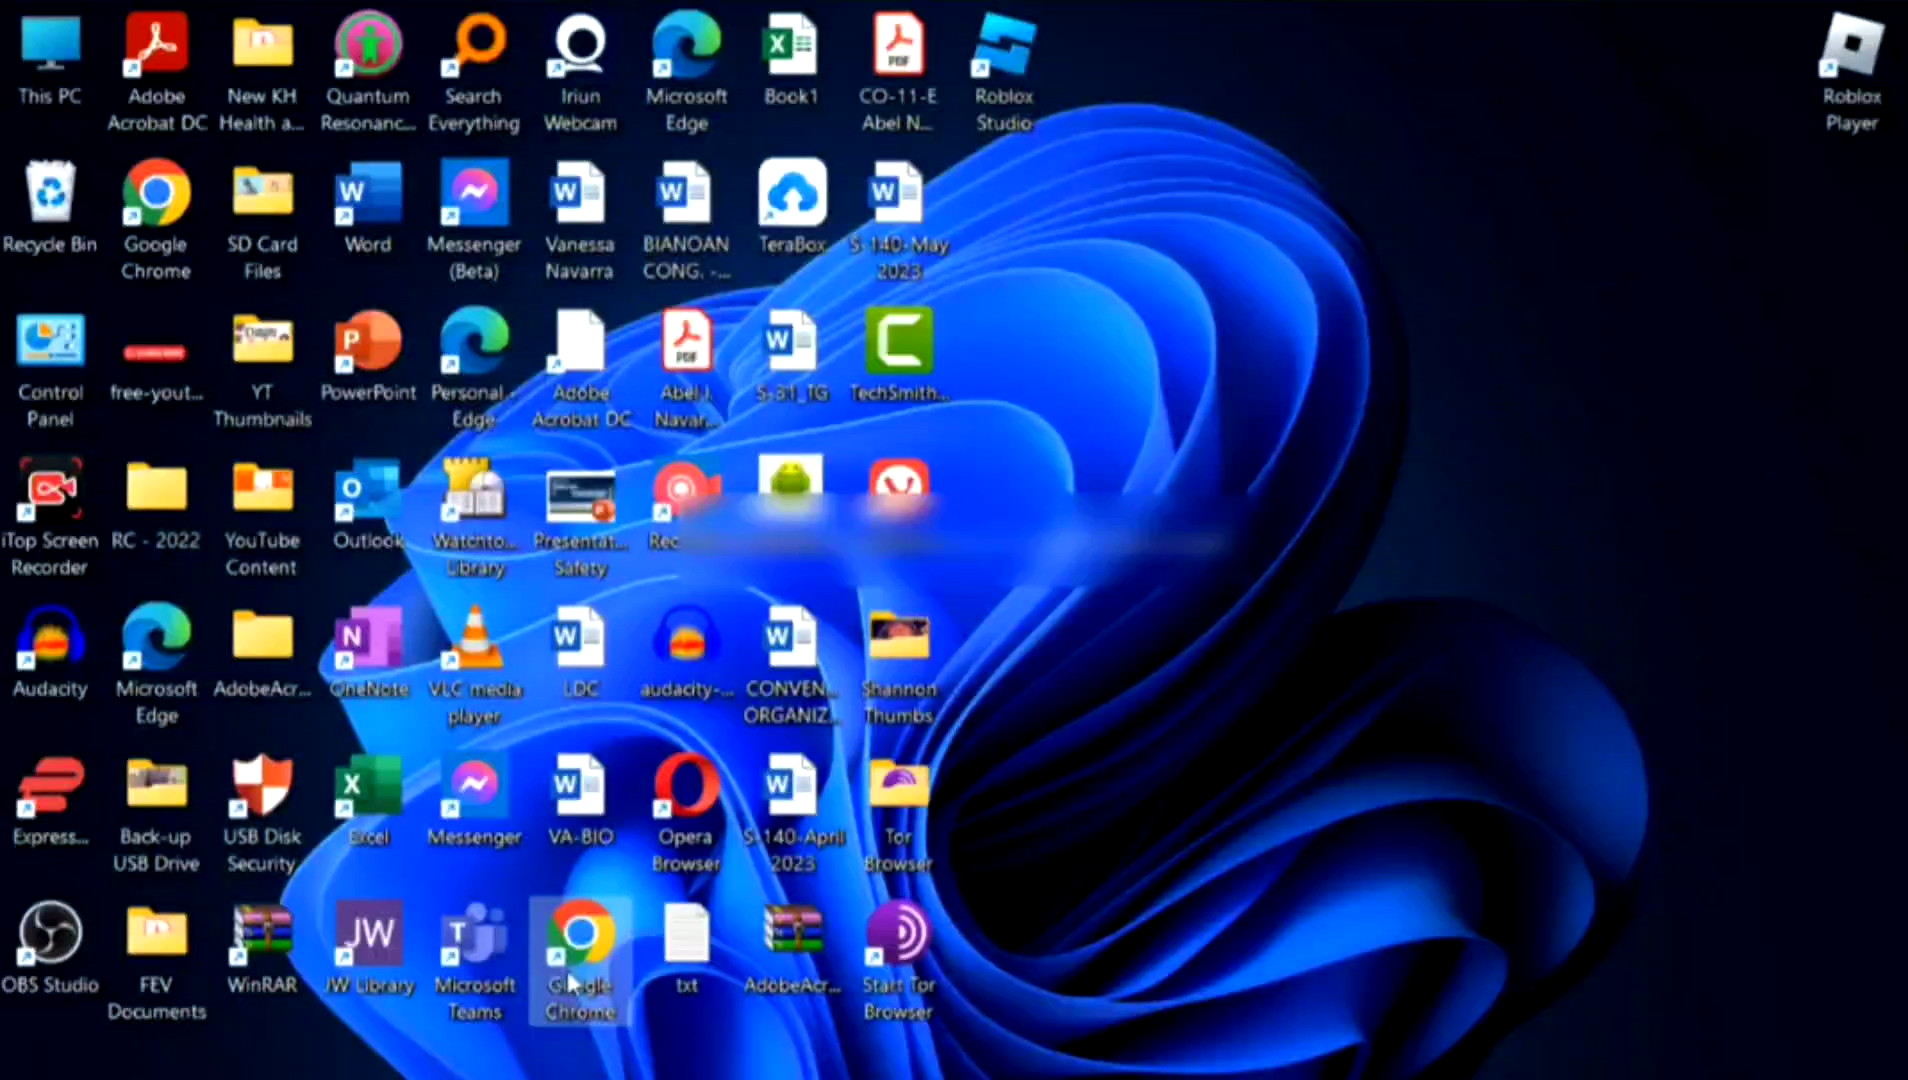 This PC
Adobe
Acrobat DC
New KH
Health a...
Quantum
Resonanc...
Search
Everything
Iriun
Webcam
Microsoft
Edge
Book1
CO-11-E
Abel N...
Roblox
Studio
Roblox
Player
Recycle Bin
Google
Chrome
SD Card
Files
Word
Messenger
(Beta)
Vanessa
Navarra
BIANOAN
CONG. -...
TeraBox
S-140-May
2023
Control
Panel
free-yout...
YT
Thumbnails
PowerPoint
Personal -
Edge
Adobe
Acrobat DC
Abel I.
Navar...
S-31_TG
TechSmith...
iTop Screen
Recorder
RC - 2022
YouTube
Content
Outlook
Watchto...
Library
Presentat...
Safety
Audacity
Microsoft
Edge
AdobeAcr...
OneNote
VLC media
player
LDC
audacity-...
CONVEN...
ORGANIZ...
Shannon
Thumbs
Express...
Back-up
USB Drive
USB Disk
Security
Excel
Messenger
VA-BIO
Opera
Browser
S-140-April
2023
Tor
Browser
OBS Studio
FEV
Documents
WinRAR
JW
JW Library
Microsoft
Teams
Google
Chrome
txt
AdobeAcr...
Start Tor
Browser